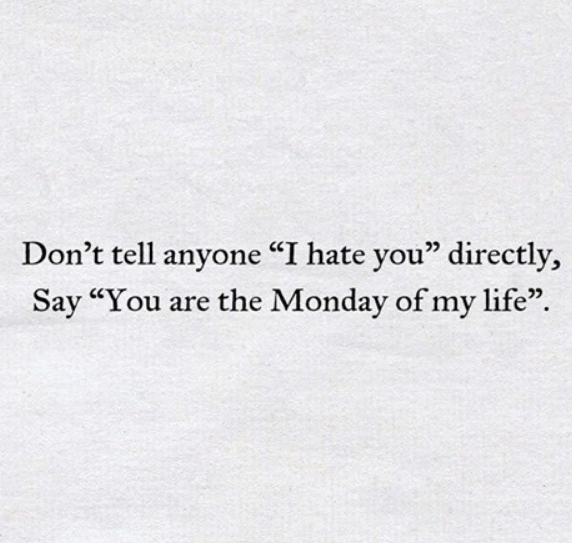 Don’t tell anyone “I hate you” directly,
Say “You are the Monday of my life”.